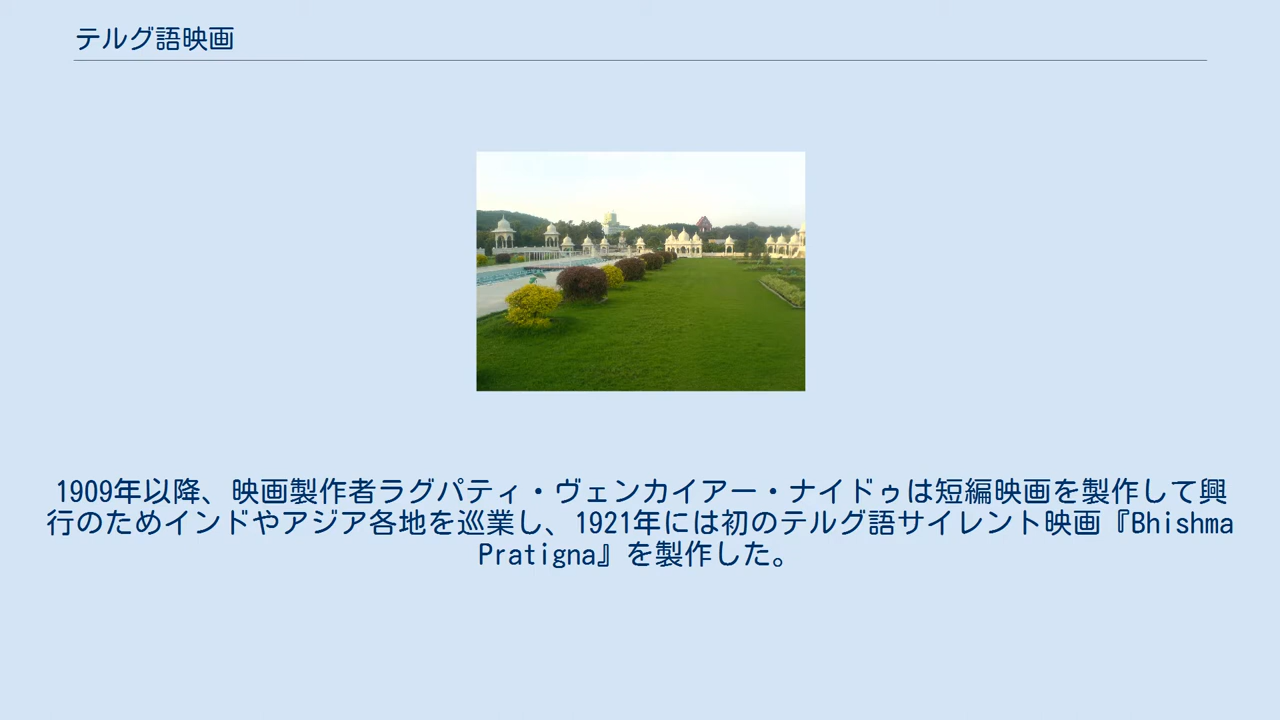 テルグ語映画
1909年以降、映画製作者ラグパティ・ヴェンカイアー・ナイドゥは短編映画を製作して興
行のためインドやアジア各地を巡業し、1921年には初のテルグ語サイレント映画『Bhishma
Pratigna』を製作した。